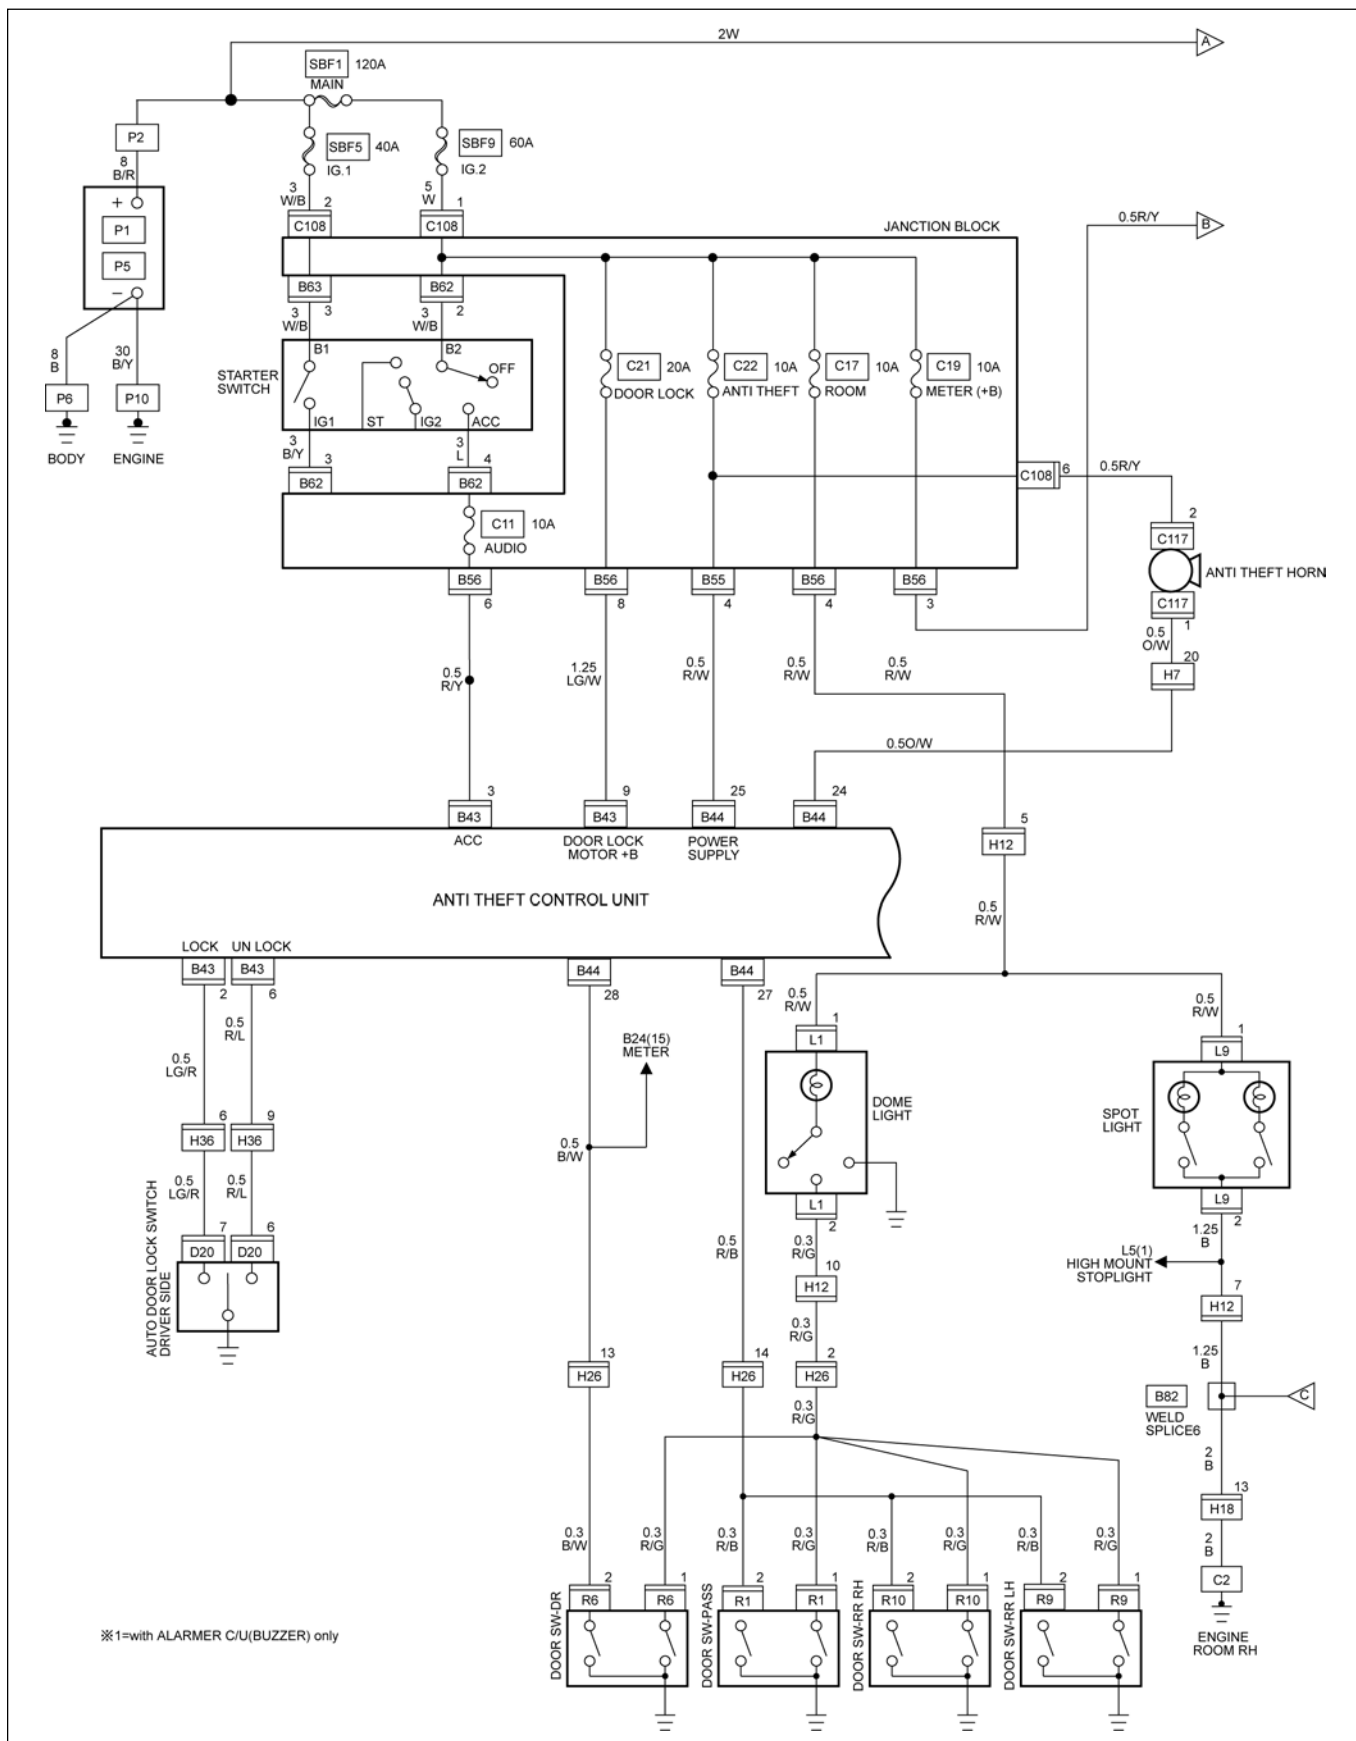 2W
A
SBF1 120A
MAIN
P2
SBF5 40A
IG.1
SBF9 60A
IG.2
8
B/R
3
W/B
2
5
W
1
0.5R/Y
B
+
P1
P5
−
C108
C108
JANCTION BLOCK
B63
3
B62
2
3
W/B
3
W/B
8
B
30
B/Y
STARTER
SWITCH
B1
B2
OFF
IG1
ST
IG2
ACC
C21 20A
DOOR LOCK
C22 10A
ANTI THEFT
C17 10A
ROOM
C19 10A
METER (+B)
P6
P10
BODY
ENGINE
3
B/Y
3
3
L
4
B62
B62
C108
6
0.5R/Y
C11 10A
AUDIO
2
C117
ANTI THEFT HORN
C117
1
B56
6
B56
8
B55
4
B56
4
B56
3
0.5
O/W
20
H7
0.5
R/Y
1.25
LG/W
0.5
R/W
0.5
R/W
0.5
R/W
0.5O/W
3
B43
9
B43
25
B44
24
B44
ACC
DOOR LOCK
MOTOR +B
POWER
SUPPLY
5
H12
ANTI THEFT CONTROL UNIT
0.5
R/W
LOCK
UN LOCK
B43
2
B43
6
B44
28
B44
27
0.5
R/L
0.5
LG/R
B24(15)
METER
0.5
R/W
1
L1
0.5
R/W
1
L9
DOME
LIGHT
SPOT
LIGHT
6
H36
9
H36
0.5
B/W
0.5
LG/R
0.5
R/L
L1
2
L9
2
7
D20
6
D20
AUTO DOOR LOCK SWITCH
DRIVER SIDE
0.5
R/B
0.3
R/G
1.25
B
L5(1)
HIGH MOUNT
STOPLIGHT
10
H12
7
H12
0.3
R/G
1.25
B
13
H26
14
H26
2
H26
B82
WELD
SPLICE6
C
0.3
R/G
2
B
13
H18
0.3
B/W
0.3
R/G
0.3
R/B
0.3
R/G
0.3
R/B
0.3
R/G
0.3
R/B
0.3
R/G
2
B
2
R6
1
R6
2
R1
1
R1
2
R10
1
R10
2
R9
1
R9
C2
DOOR SW-DR
DOOR SW-PASS
DOOR SW-RR RH
DOOR SW-RR LH
ENGINE
ROOM RH
※1=with ALARMER C/U(BUZZER) only